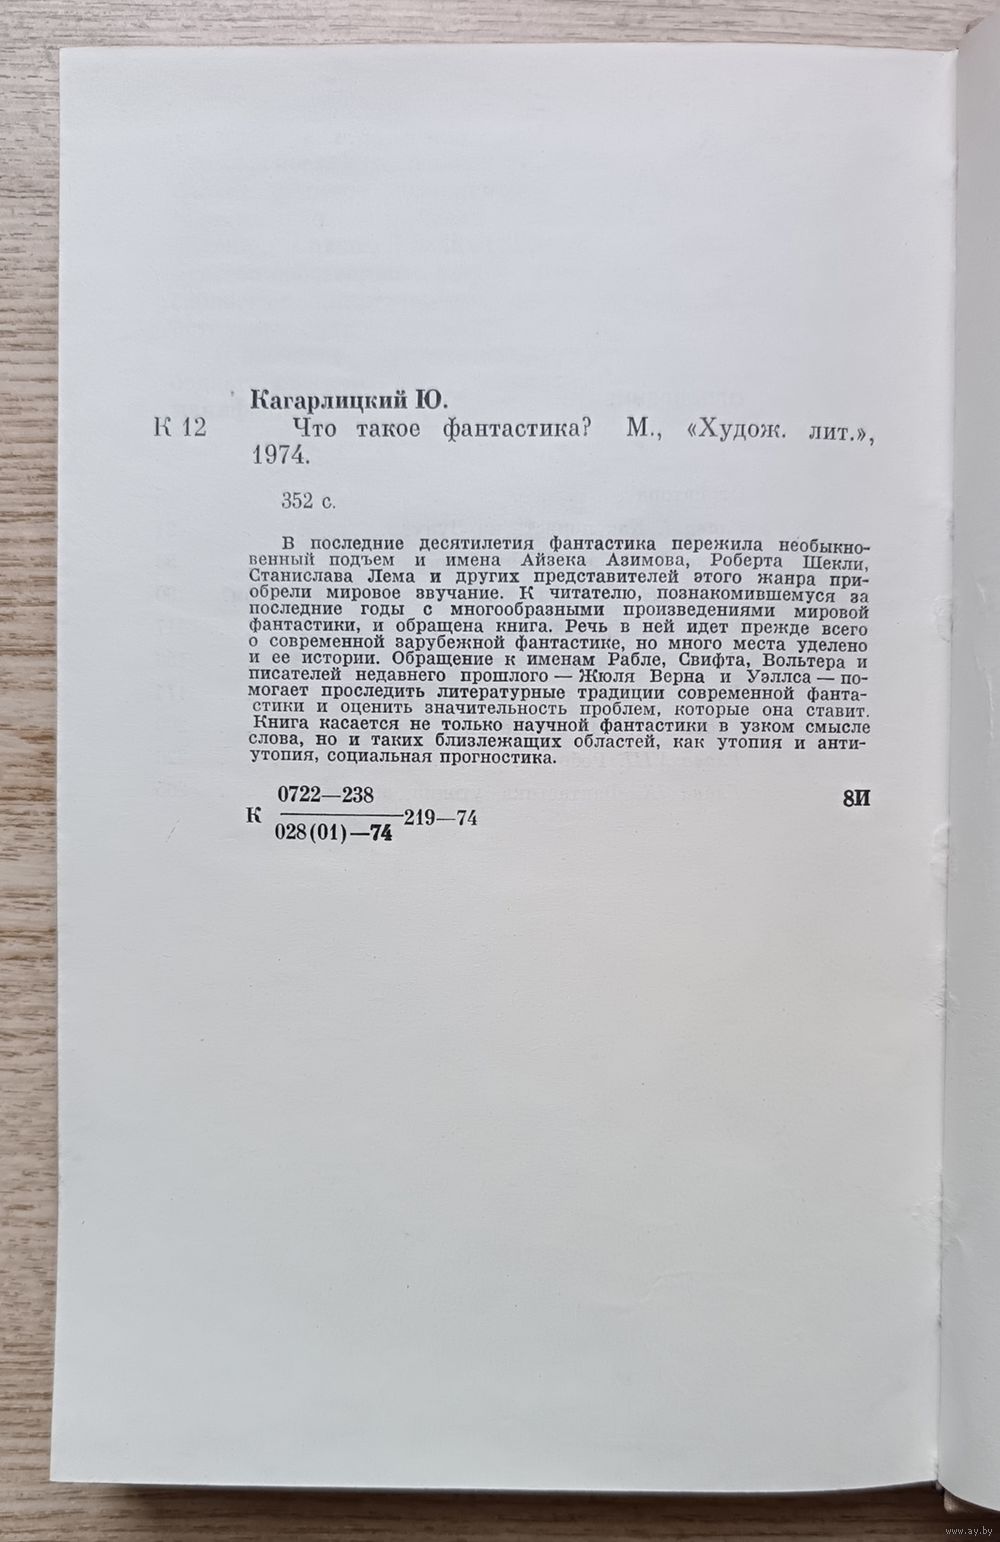 Кагарлицкий Ю.
К 12 Что такое фантастика? М., «Худож. лит.»,
1974.
352 с.
В последние десятилетия фантастика пережила необыкно-
венный подъем и имена Айзека Азимова, Роберта Шекли,
Станислава Лема и других представителей этого жанра при-
обрели мировое звучание. К читателю, познакомившемуся за
последние годы с многообразными произведениями мировой
фантастики, и обращена книга. Речь в ней идет прежде всего
о современной зарубежной фантастике, но много места уделено
и ее истории. Обращение к именам Рабле, Свифта, Вольтера и
писателей недавнего прошлого — Жюля Верна и Уэллса — по-
могает проследить литературные традиции современной фанта-
стики и оценить значительность проблем, которые она ставит.
Книга касается не только научной фантастики в узком смысле
слова, но и таких близлежащих областей, как утопия и анти-
утопия, социальная прогностика.
0722—238
К 219—74 8И
028(01)—74
www.ay.by